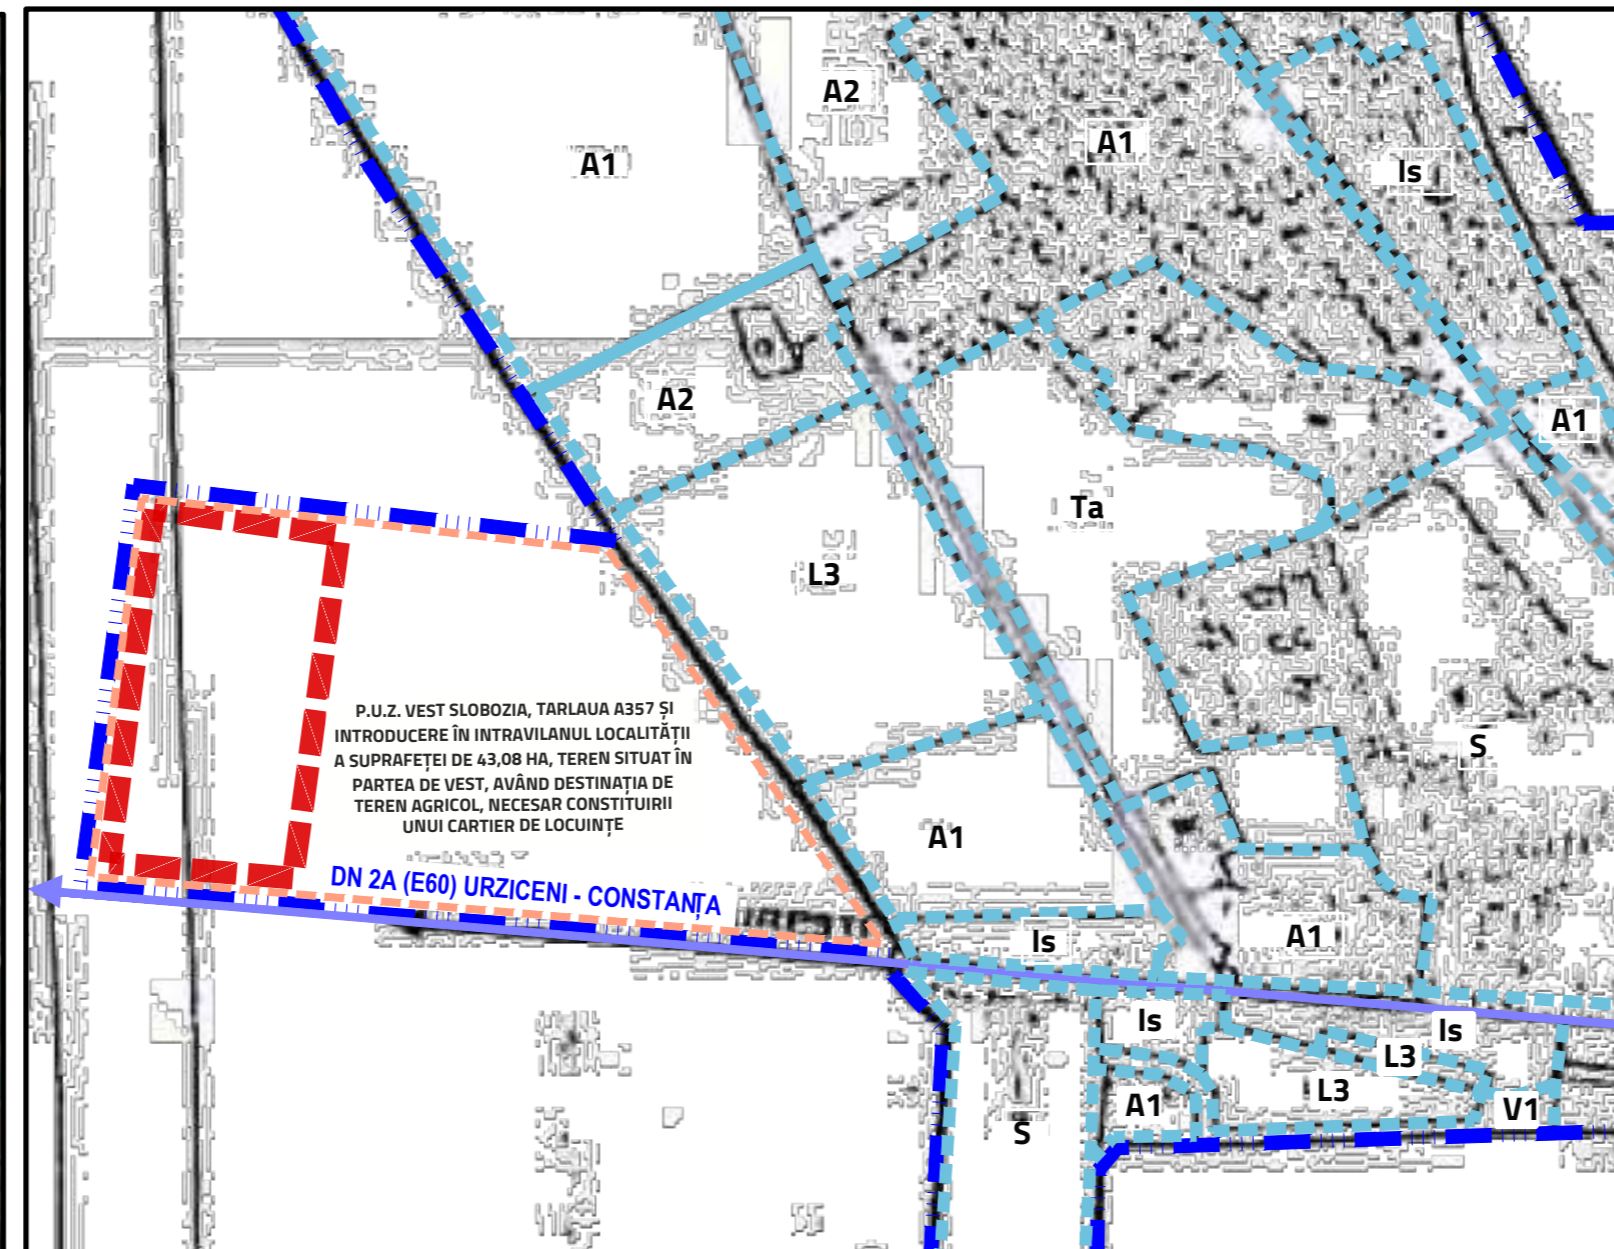 A2
A1
A1
Is
A2
A1
Ta
L3
P.U.Z. VEST SLOBOZIA, TARLAUA A357 ȘI
INTRODUCERE ÎN INTRAVILANUL LOCALITĂȚII
A SUPRAFEȚEI DE 43,08 HA, TEREN SITUAT ÎN
PARTEA DE VEST, AVÂND DESTINAȚIA DE
TEREN AGRICOL, NECESAR CONSTITUIRII
UNUI CARTIER DE LOCUINȚE
S
A1
DN 2A (E60) URZICENI - CONSTANȚA
Is
A1
Is
Is
L3
L3
A1
V1
S